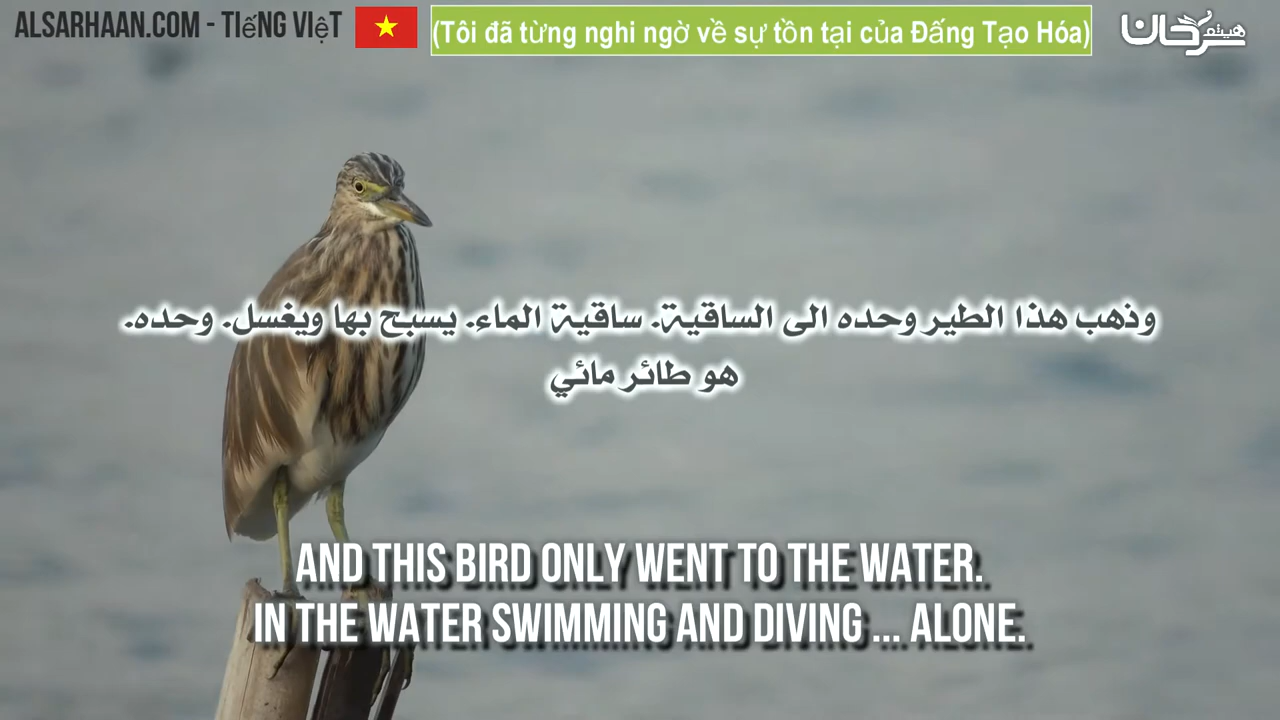 ALSARHAAN.COM - TIếNG VIệT
(Tôi đã từng nghi ngờ về sự tồn tại của Đấng Tạo Hóa)
هيثم سرحان
وذهب هذا الطير وحده الى الساقية. ساقية الماء. يسبح بها ويغسل. وحده.
هو طائر مائي
AND THIS BIRD ONLY WENT TO THE WATER.
IN THE WATER SWIMMING AND DIVING ... ALONE.